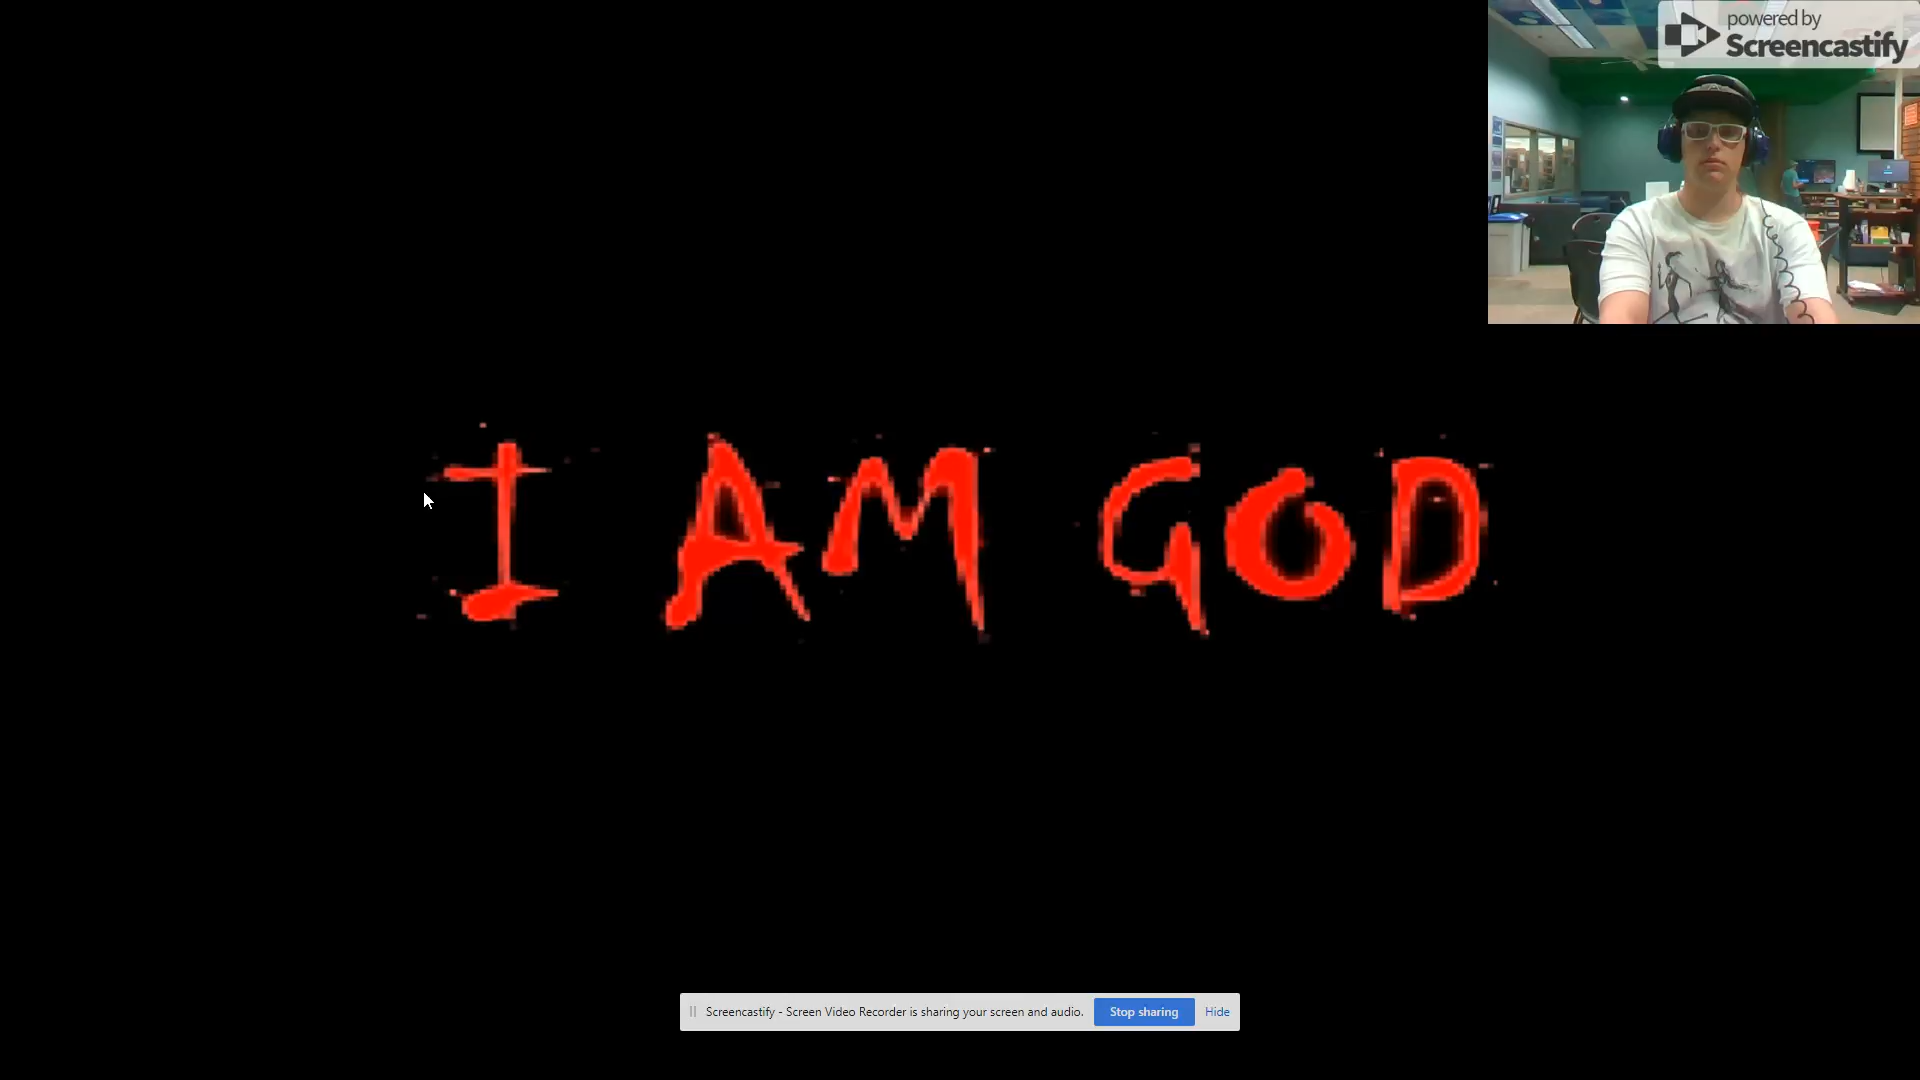 powered by
Screencastify
I AM GOD
Screencastify - Screen Video Recorder is sharing your screen and audio.
Stop sharing
Hide